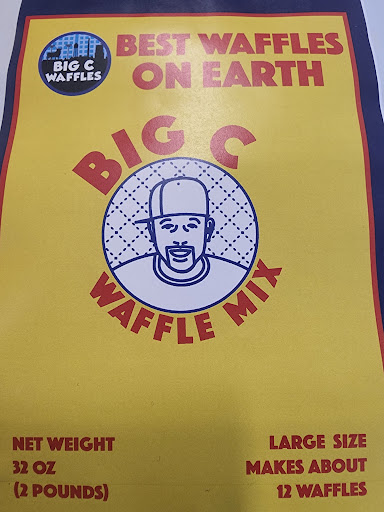 BIG C
WAFFLES
BEST WAFFLES
ON EARTH
BIG C
WAFFLE MIX
NET WEIGHT
32 OZ
(2 POUNDS)
LARGE SIZE
MAKES ABOUT
12 WAFFLES